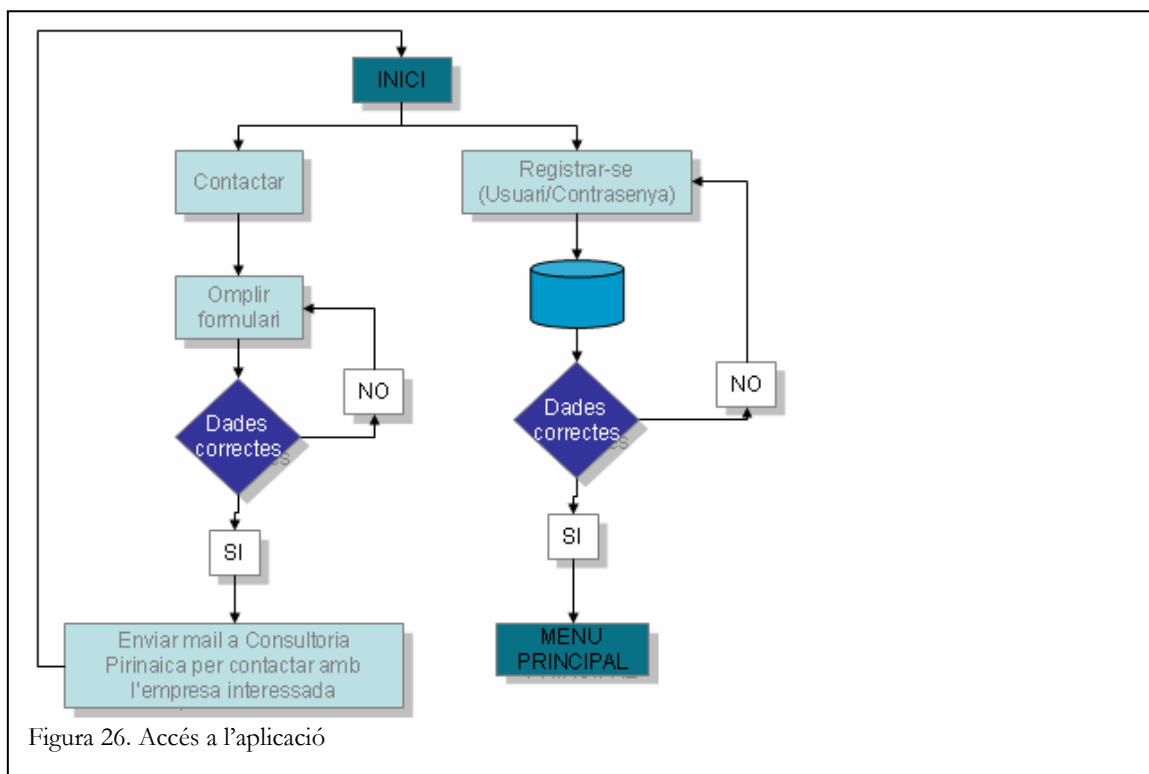 INICI
Contactar
Registrar-se
(Usuari/Contrasenya)
Omplir
formulari
NO
Dades
correctes
SI
NO
Dades
correctes
SI
Enviar mail a Consultoria
Pirinaica per contactar amb
l'empresa interessada
MENU
PRINCIPAL
Figura 26. Accés a l’aplicació